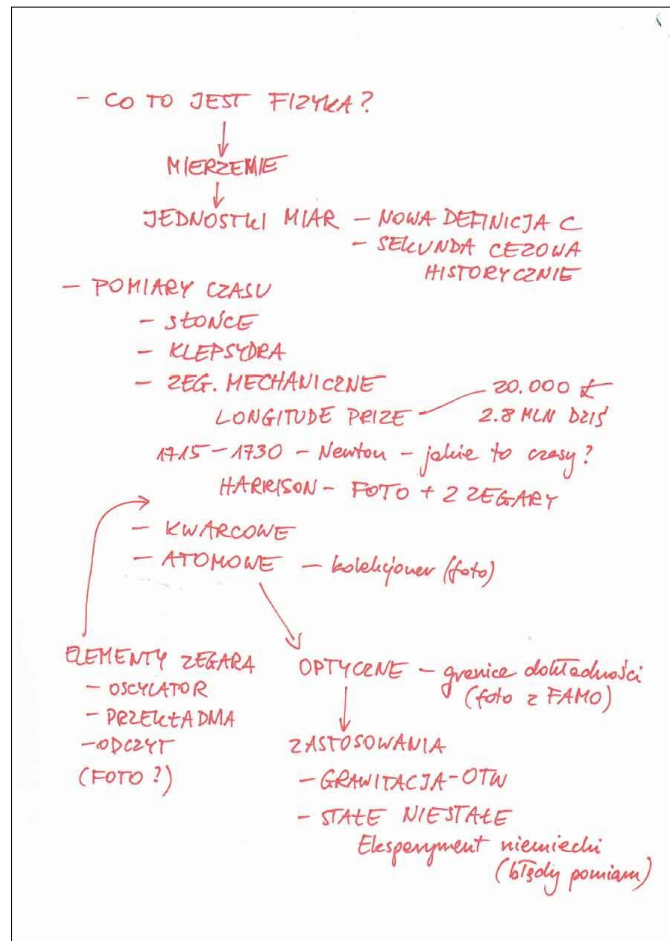 - CO TO JEST FIZYKA?
MIERZENIE
JEDNOSTKI MIAR - NOWA DEFINICJA C
- SEKUNDA CEZOWA
HISTORYCZNIE
- POMIARY CZASU
- SŁOŃCE
- KLEPSYDRA
- ZEG. MECHANICZNE
20.000 £
LONGITUDE PRIZE
2.8 MLN DZIŚ
1715-1730 - Newton - jakie to czasy?
HARRISON - FOTO + 2 ZEGARY
- KWARCOWE
- ATOMOWE - kolekcjoner (foto)
ELEMENTY ZEGARA
- OSCYLATOR
- PRZEKŁADNIA
- ODCZYT
(FOTO?)
OPTYCZNE - granice dokładności
(foto z FAMO)
ZASTOSOWANIA
- GRAWITACJA - OTW
- STAŁE NIESTAŁE
Eksperyment niemiecki
(błędy pomiaru)